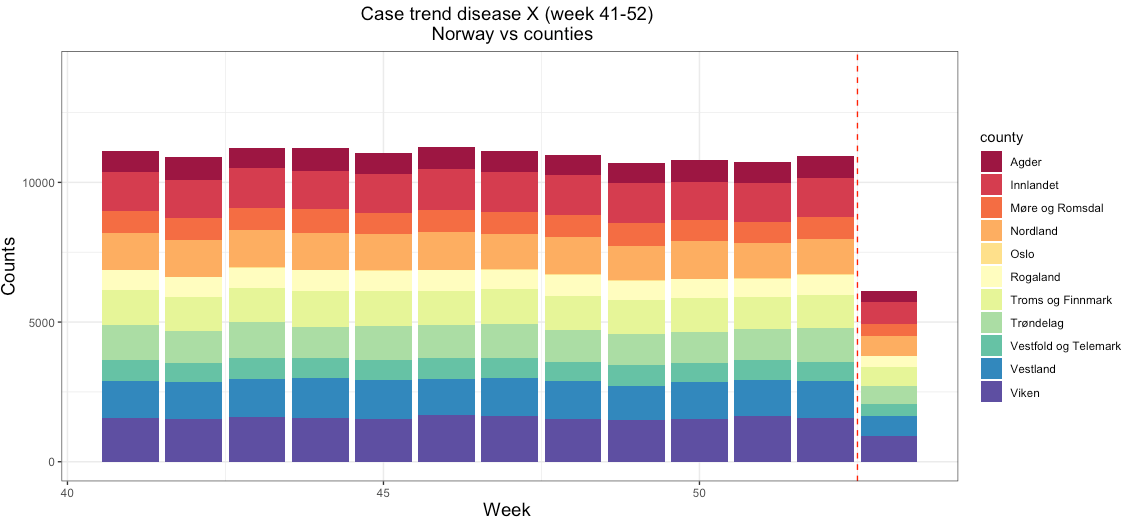 Case trend disease X (week 41-52)
Norway vs counties
Counts
10000
5000
0
40
45
50
Week
county
Agder
Innlandet
Møre og Romsdal
Nordland
Oslo
Rogaland
Troms og Finnmark
Trøndelag
Vestfold og Telemark
Vestland
Viken